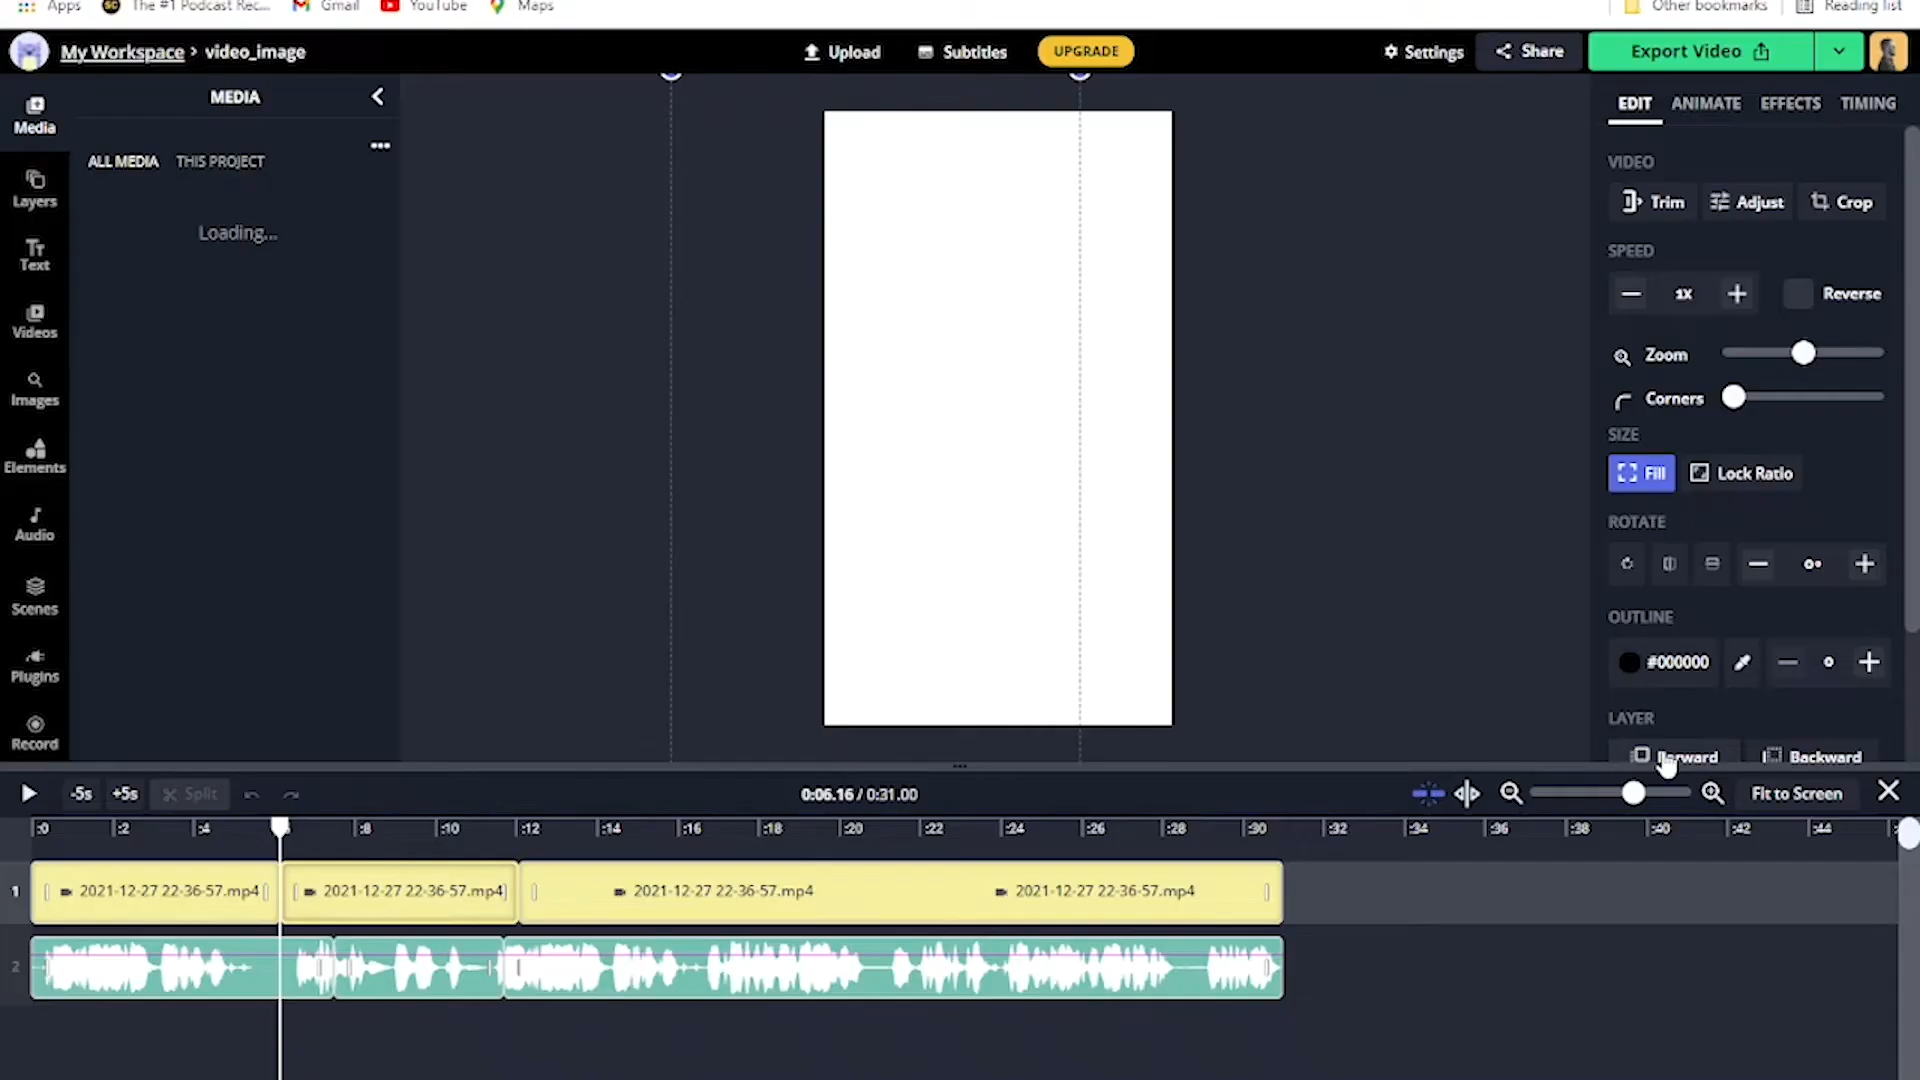 Apps The #1 Podcast Rec... Gmail YouTube Maps Other bookmarks Reading list
My Workspace > video_image Upload Subtitles UPGRADE Settings Share Export Video
Media
Layers
Text
Videos
Images
Elements
Audio
Scenes
Plugins
Record
MEDIA
ALL MEDIA THIS PROJECT
Loading...
EDIT ANIMATE EFFECTS TIMING
VIDEO
Trim Adjust Crop
SPEED
1X Reverse
Zoom
Corners
SIZE
Fill Lock Ratio
ROTATE
0°
OUTLINE
#000000 0
LAYER
Forward Backward
-5s +5s Split 0:06.16 / 0:31.00 Fit to Screen
:0 :2 :4 :8 :10 :12 :14 :16 :18 :20 :22 :24 :26 :28 :30 :32 :34 :36 :38 :40 :42 :44
1 2021-12-27 22-36-57.mp4 2021-12-27 22-36-57.mp4 2021-12-27 22-36-57.mp4 2021-12-27 22-36-57.mp4
2